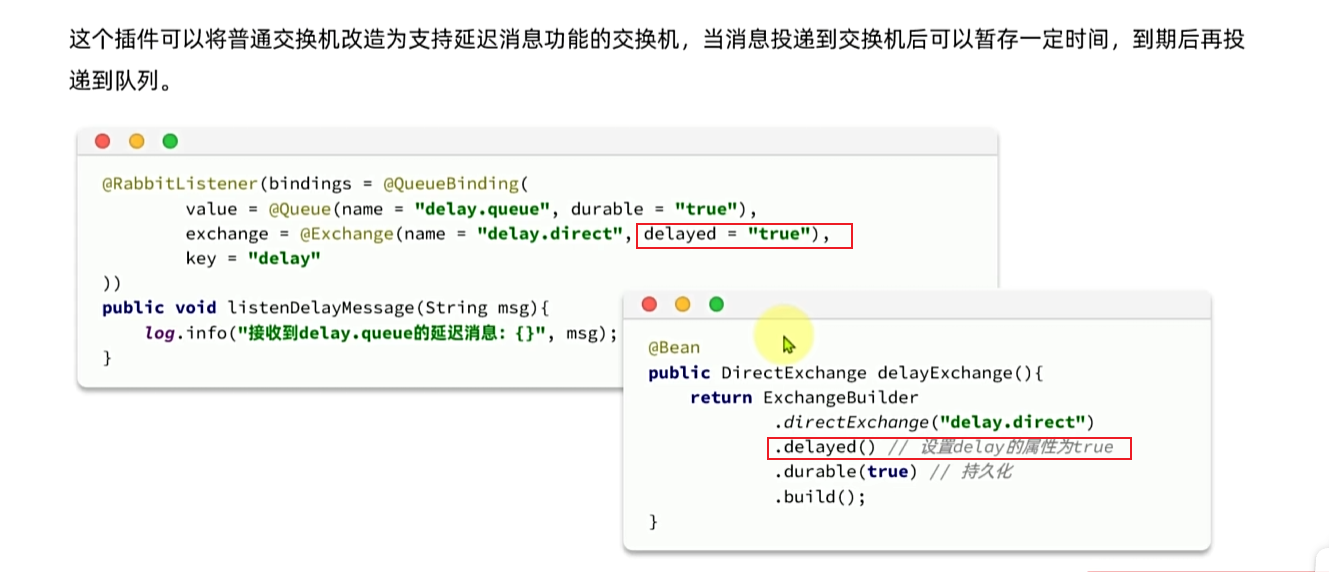 这个插件可以将普通交换机改造为支持延迟消息功能的交换机，当消息投递到交换机后可以暂存一定时间，到期后再投
递到队列。
@RabbitListener(bindings = @QueueBinding(
        value = @Queue(name = "delay.queue", durable = "true"),
        exchange = @Exchange(name = "delay.direct", delayed = "true"),
        key = "delay"
))
public void listenDelayMessage(String msg){
    log.info("接收到delay.queue的延迟消息：{}", msg);
}
@Bean
public DirectExchange delayExchange(){
    return ExchangeBuilder
            .directExchange("delay.direct")
            .delayed() // 设置delay的属性为true
            .durable(true) // 持久化
            .build();
}